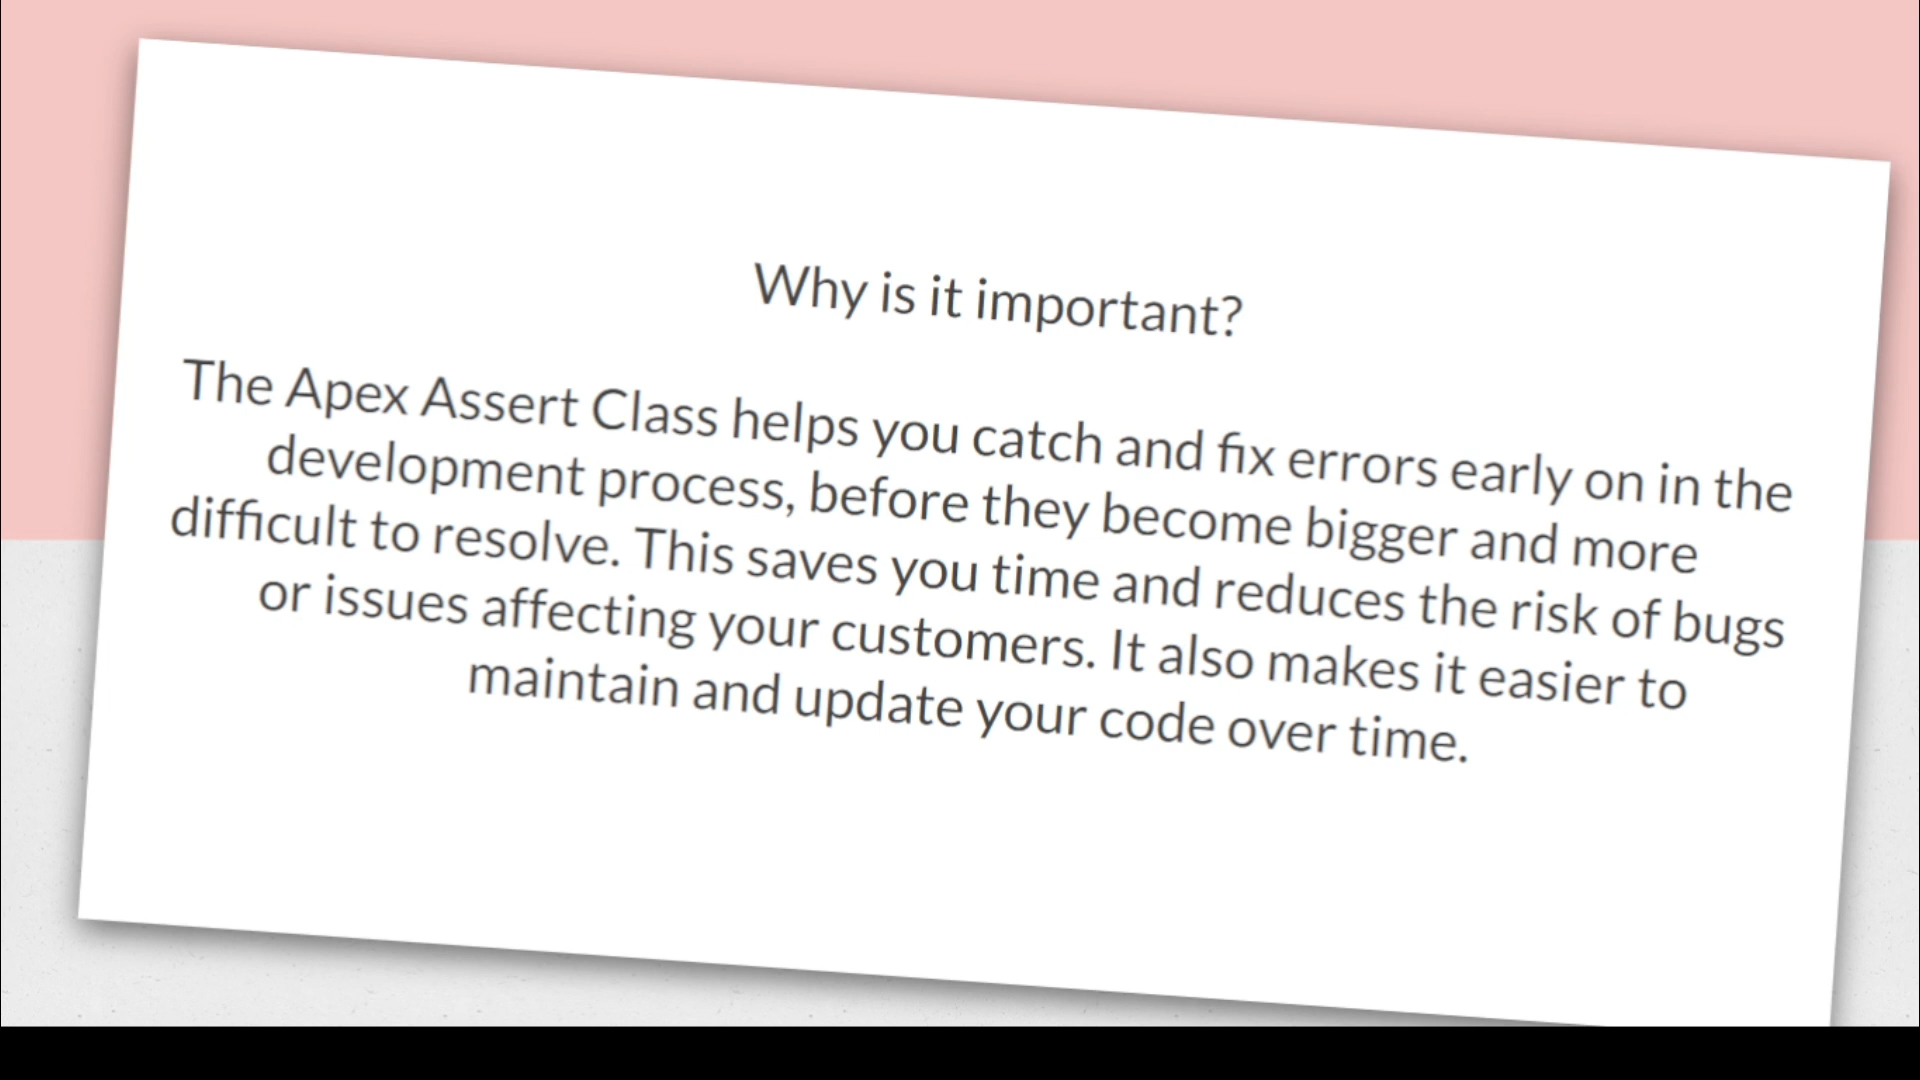 Why is it important?
The Apex Assert Class helps you catch and fix errors early on in the
development process, before they become bigger and more
difficult to resolve. This saves you time and reduces the risk of bugs
or issues affecting your customers. It also makes it easier to
maintain and update your code over time.